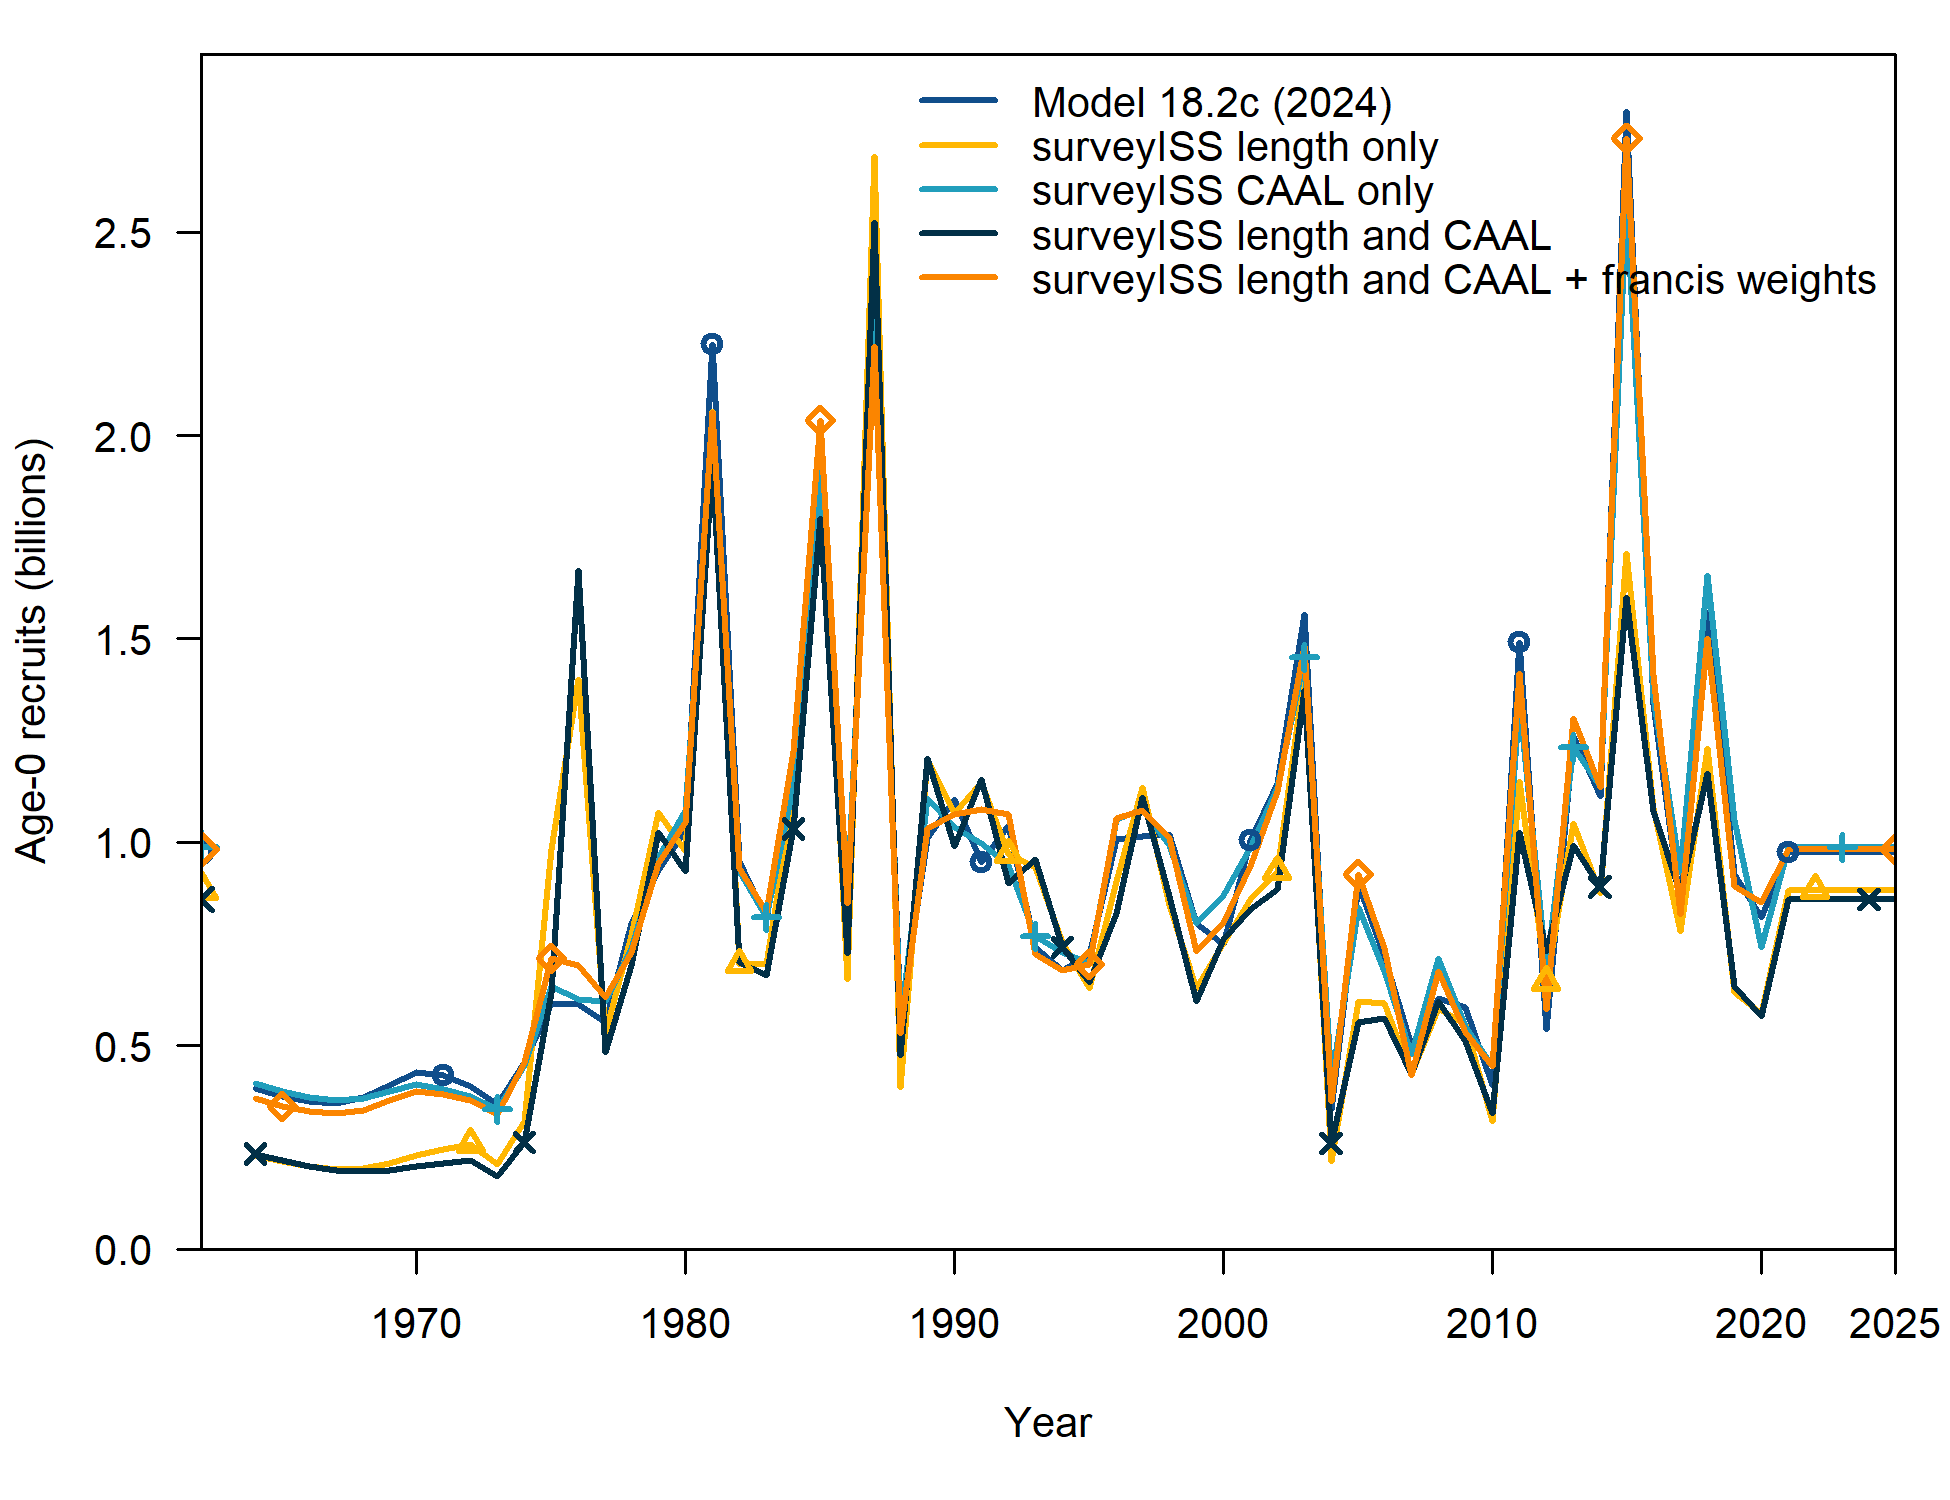 Model 18.2c (2024)
surveyISS length only
surveyISS CAAL only
surveyISS length and CAAL
surveyISS length and CAAL + francis weights
Age-0 recruits (billions)
2.5
2.0
1.5
1.0
0.5
0.0
1970 1980 1990 2000 2010 2020 2025
Year